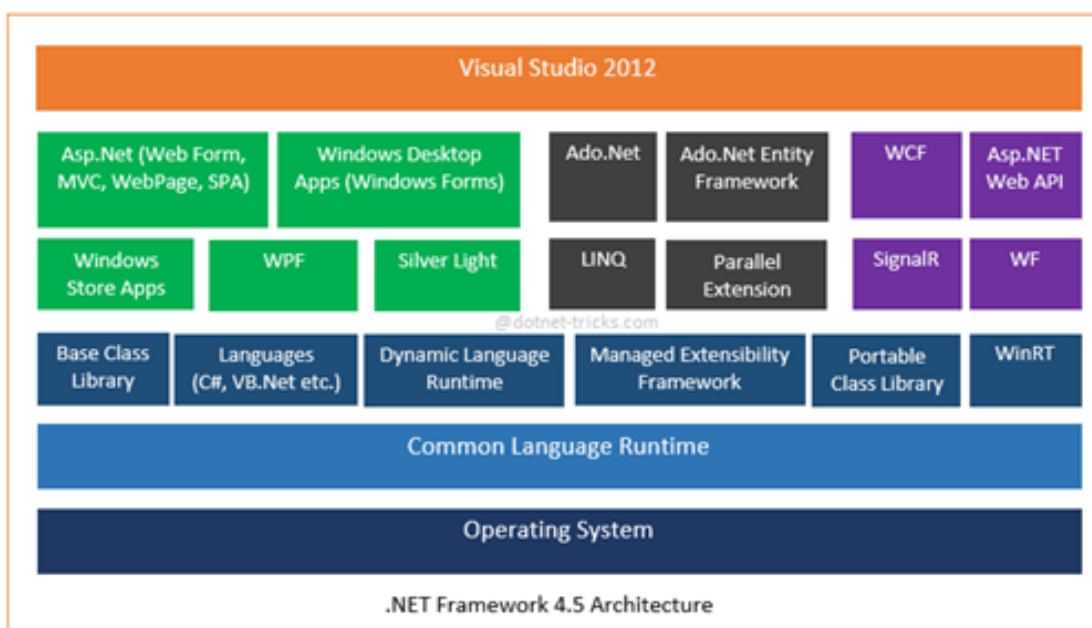 Visual Studio 2012
Asp.Net (Web Form,
MVC, WebPage, SPA)
Windows Desktop
Apps (Windows Forms)
Ado.Net
Ado.Net Entity
Framework
WCF
Asp.NET
Web API
Windows
Store Apps
WPF
Silver Light
LINQ
Parallel
Extension
SignalR
WF
@dotnet-tricks.com
Base Class
Library
Languages
(C#, VB.Net etc.)
Dynamic Language
Runtime
Managed Extensibility
Framework
Portable
Class Library
WinRT
Common Language Runtime
Operating System
.NET Framework 4.5 Architecture